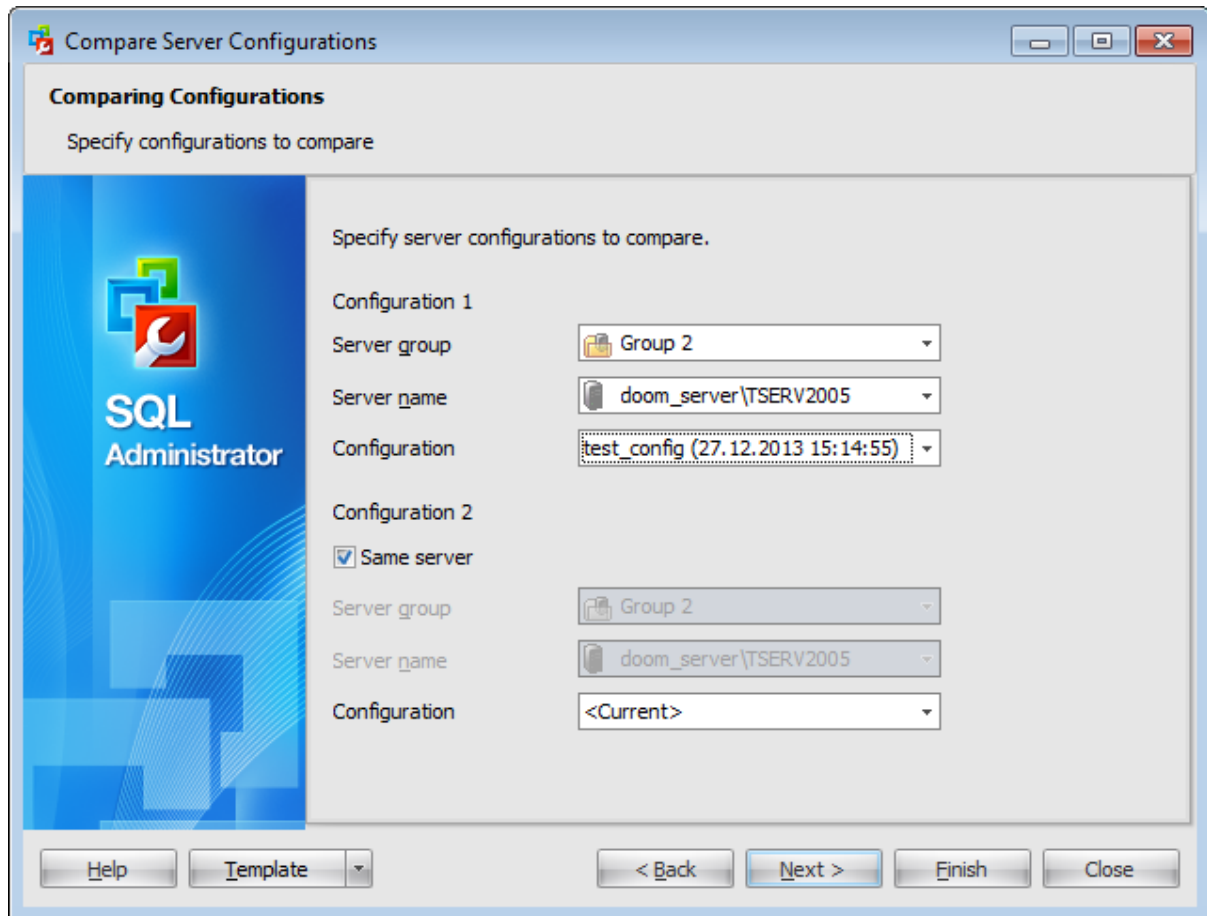 Compare Server Configurations
Comparing Configurations
Specify configurations to compare
Specify server configurations to compare.
Configuration 1
Server group Group 2
Server name doom_server\TSERV2005
Configuration test_config (27.12.2013 15:14:55)
SQL
Administrator
Configuration 2
Same server
Server group Group 2
Server name doom_server\TSERV2005
Configuration <Current>
Help Template < Back Next > Finish Close